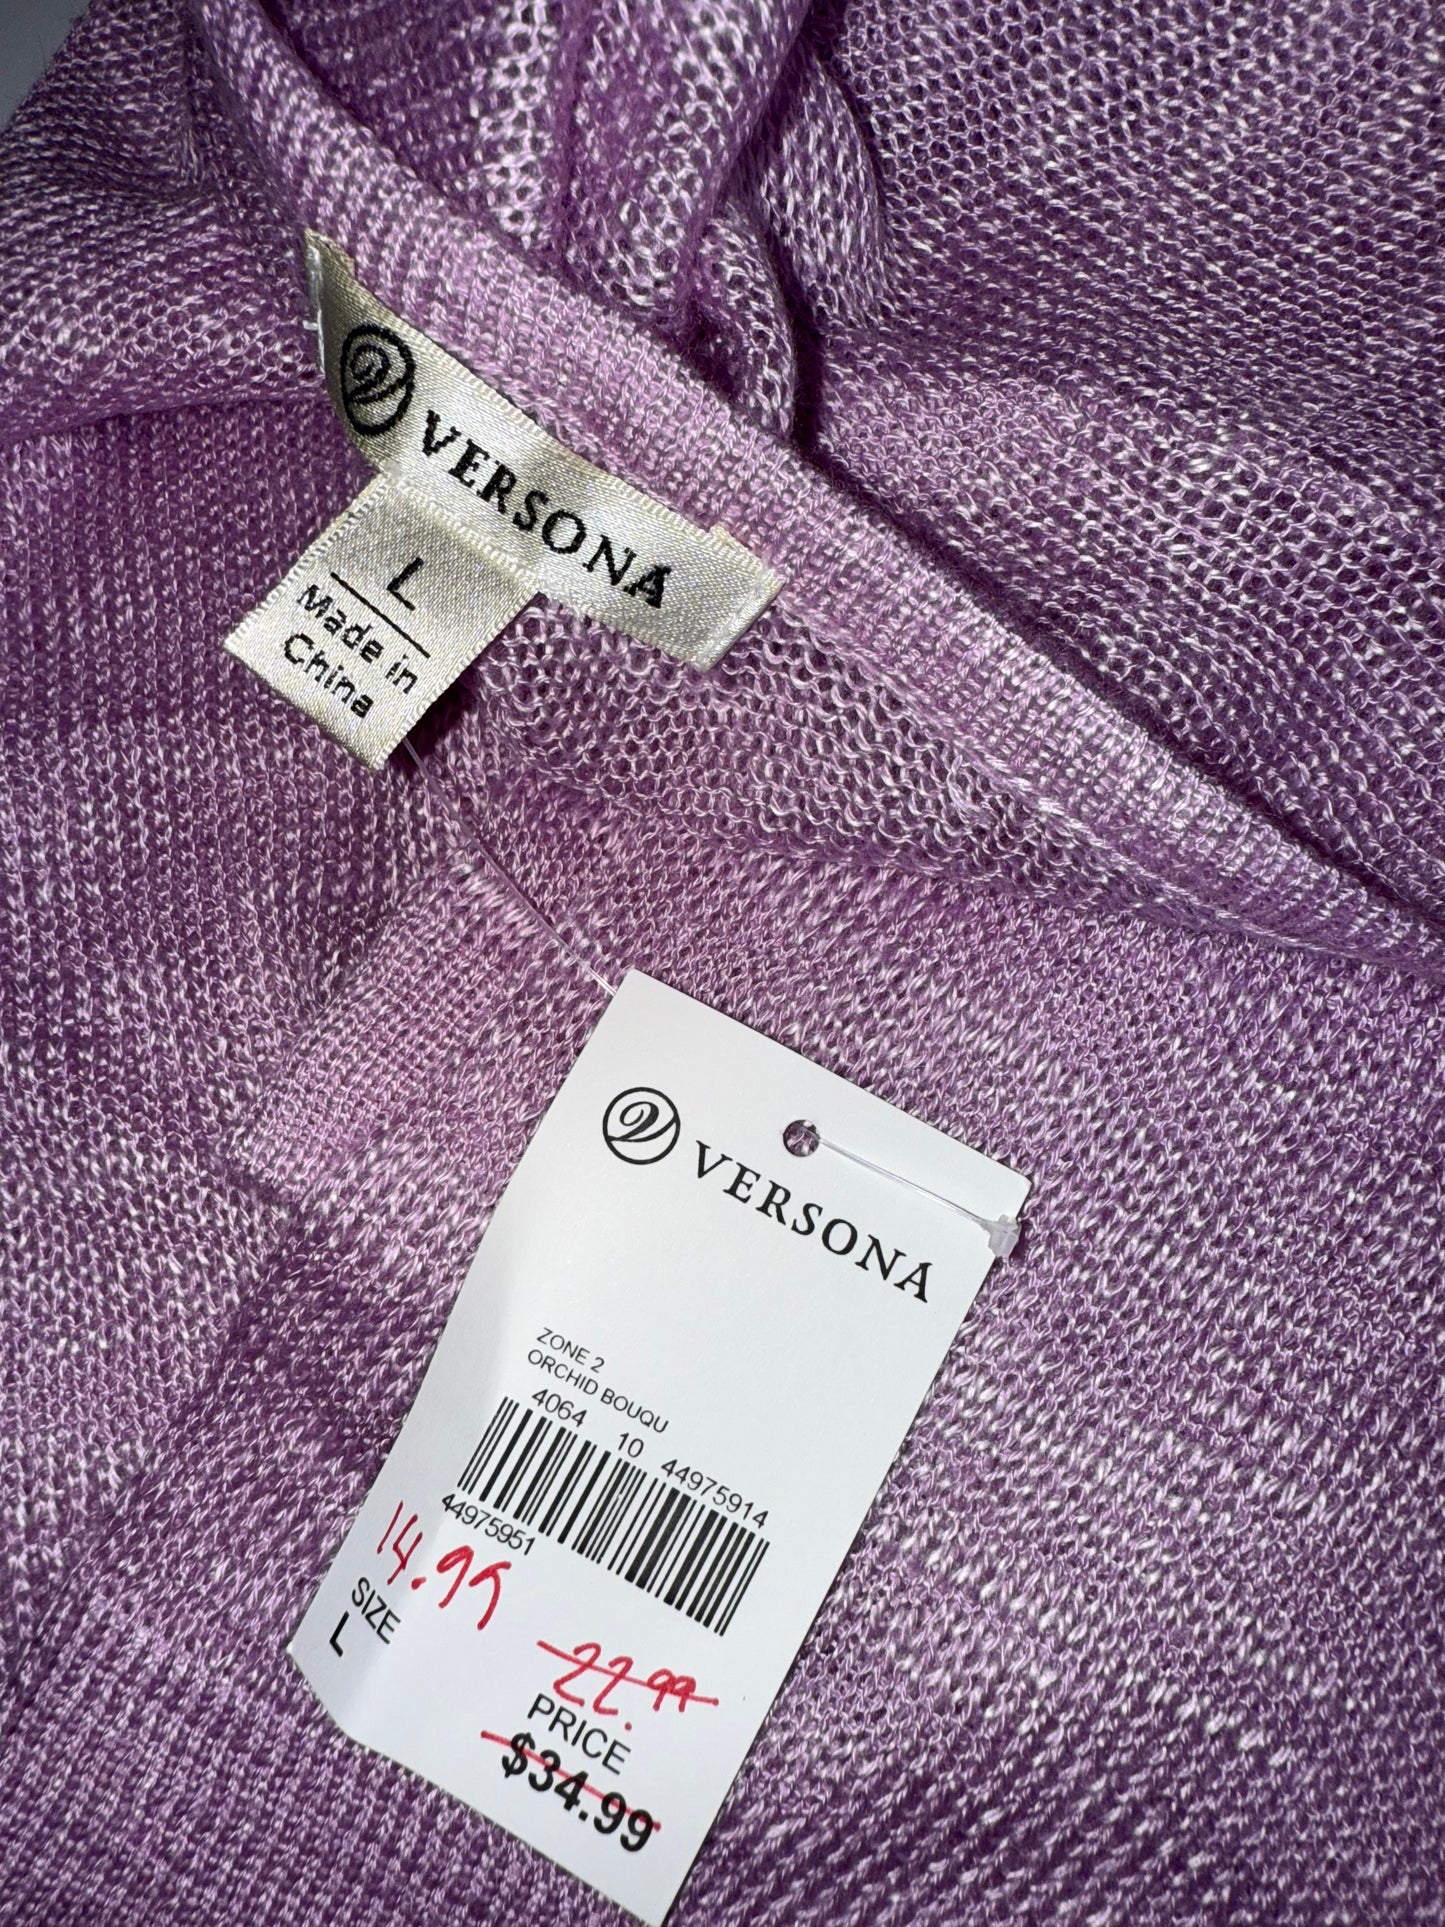 VERSONA
L
Made in
China
VERSONA
ZONE 2
ORCHID BOUQU
4064
10
44975914
44975951
14.99
SIZE
L
22.99
PRICE
$34.99